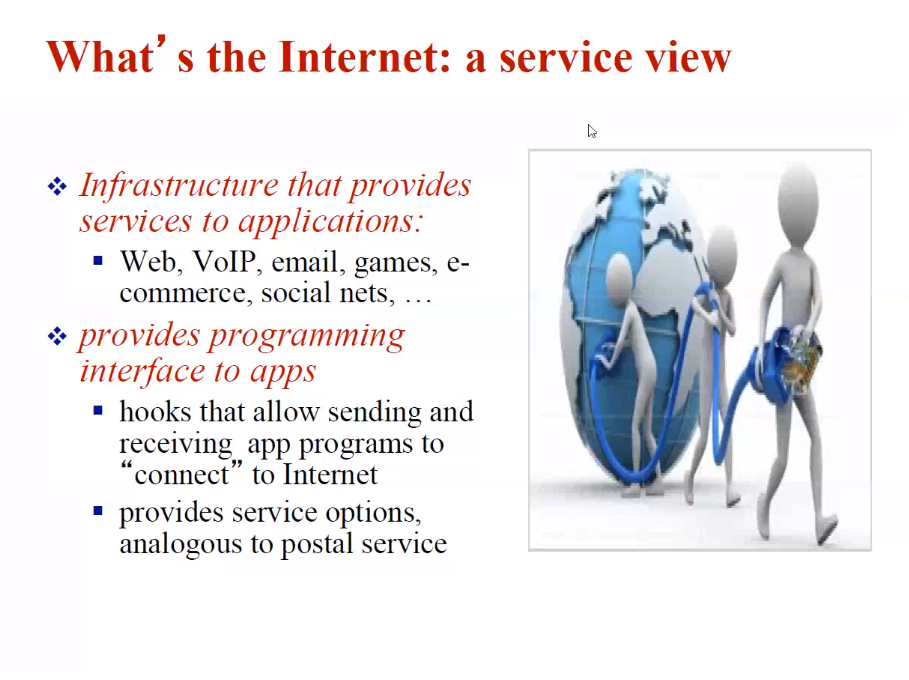 What’s the Internet: a service view
Infrastructure that provides
services to applications:
Web, VoIP, email, games, e-
commerce, social nets, …
provides programming
interface to apps
hooks that allow sending and
receiving app programs to
“connect” to Internet
provides service options,
analogous to postal service